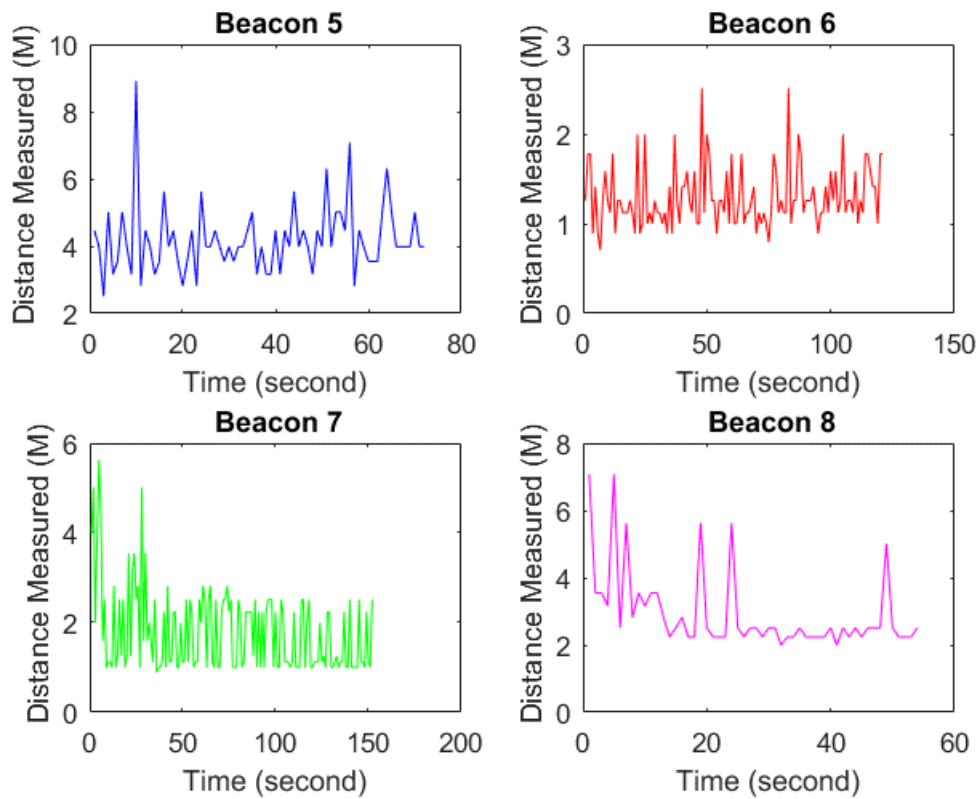 Beacon 5
Distance Measured (M)
10
8
6
4
2
0 20 40 60 80
Time (second)
Beacon 6
Distance Measured (M)
3
2
1
0
0 50 100 150
Time (second)
Beacon 7
Distance Measured (M)
6
4
2
0
0 50 100 150 200
Time (second)
Beacon 8
Distance Measured (M)
8
6
4
2
0
0 20 40 60
Time (second)